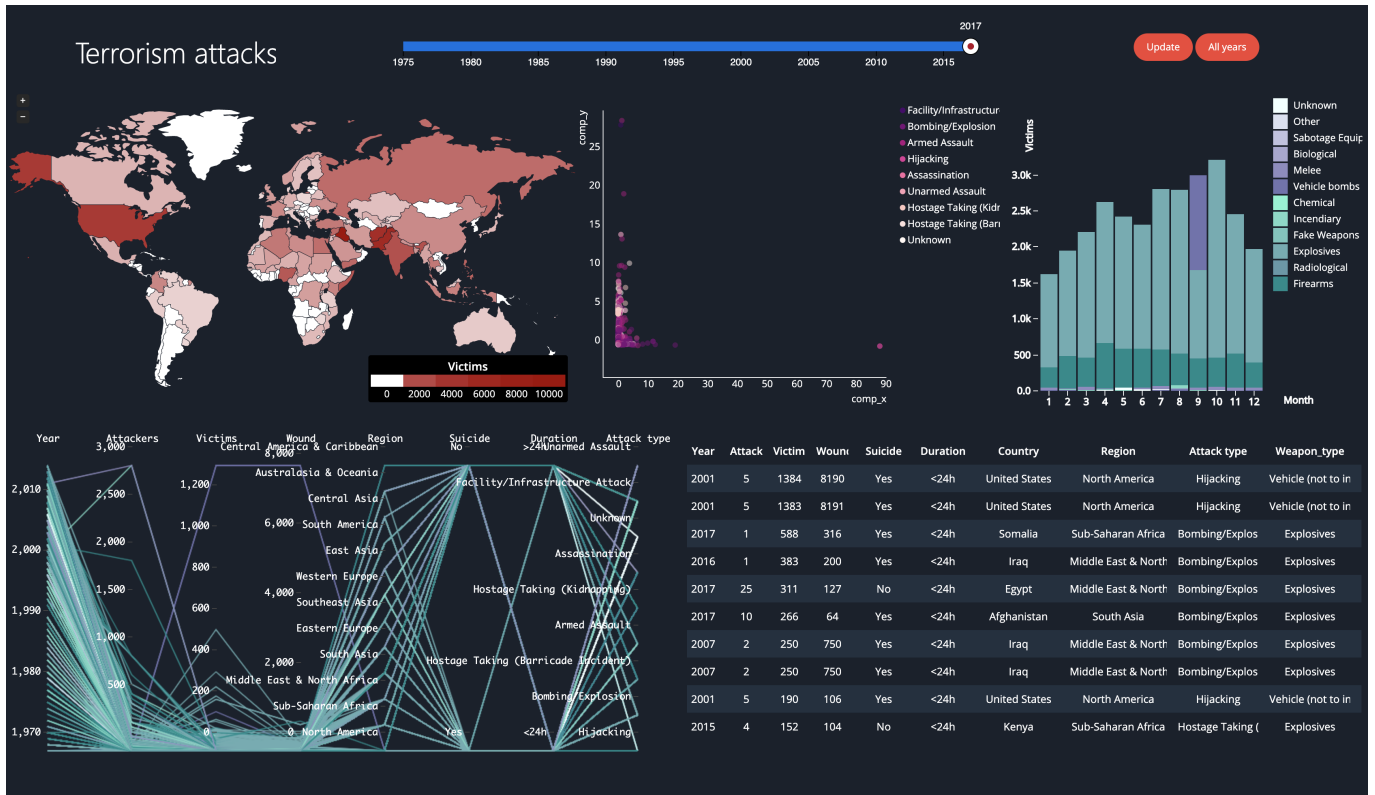 Terrorism attacks
2017
1975 1980 1985 1990 1995 2000 2005 2010 2015
Update
All years
+
−
Victims
0 2000 4000 6000 8000 10000
comp_y
25
20
15
10
5
0
0 10 20 30 40 50 60 70 80 90
comp_x
Facility/Infrastructur
Bombing/Explosion
Armed Assault
Hijacking
Assassination
Unarmed Assault
Hostage Taking (Kidr
Hostage Taking (Barı
Unknown
Victims
3.0k
2.5k
2.0k
1.5k
1.0k
500
0.0
1 2 3 4 5 6 7 8 9 10 11 12
Month
Unknown
Other
Sabotage Equip
Biological
Melee
Vehicle bombs
Chemical
Incendiary
Fake Weapons
Explosives
Radiological
Firearms
Year Attackers Victims Wound Region Suicide Duration Attack type
2,010
2,000
1,990
1,980
1,970
3,000
2,500
2,000
1,500
1,000
500
1,200
1,000
800
600
400
200
0
8,000
6,000
4,000
2,000
0
Central America & Caribbean
Australasia & Oceania
Central Asia
South America
East Asia
Western Europe
Southeast Asia
Eastern Europe
South Asia
Middle East & North Africa
Sub-Saharan Africa
North America
No
Yes
>24h
<24h
Unarmed Assault
Facility/Infrastructure Attack
Unknown
Assassination
Hostage Taking (Kidnapping)
Armed Assault
Hostage Taking (Barricade Incident)
Bombing/Explosion
Hijacking
Year Attack Victim Woun Suicide Duration Country Region Attack type Weapon_type
2001 5 1384 8190 Yes <24h United States North America Hijacking Vehicle (not to in
2001 5 1383 8191 Yes <24h United States North America Hijacking Vehicle (not to in
2017 1 588 316 Yes <24h Somalia Sub-Saharan Africa Bombing/Explos Explosives
2016 1 383 200 Yes <24h Iraq Middle East & North Bombing/Explos Explosives
2017 25 311 127 No <24h Egypt Middle East & North Bombing/Explos Explosives
2017 10 266 64 Yes <24h Afghanistan South Asia Bombing/Explos Explosives
2007 2 250 750 Yes <24h Iraq Middle East & North Bombing/Explos Explosives
2007 2 250 750 Yes <24h Iraq Middle East & North Bombing/Explos Explosives
2001 5 190 106 Yes <24h United States North America Hijacking Vehicle (not to in
2015 4 152 104 No <24h Kenya Sub-Saharan Africa Hostage Taking ( Explosives